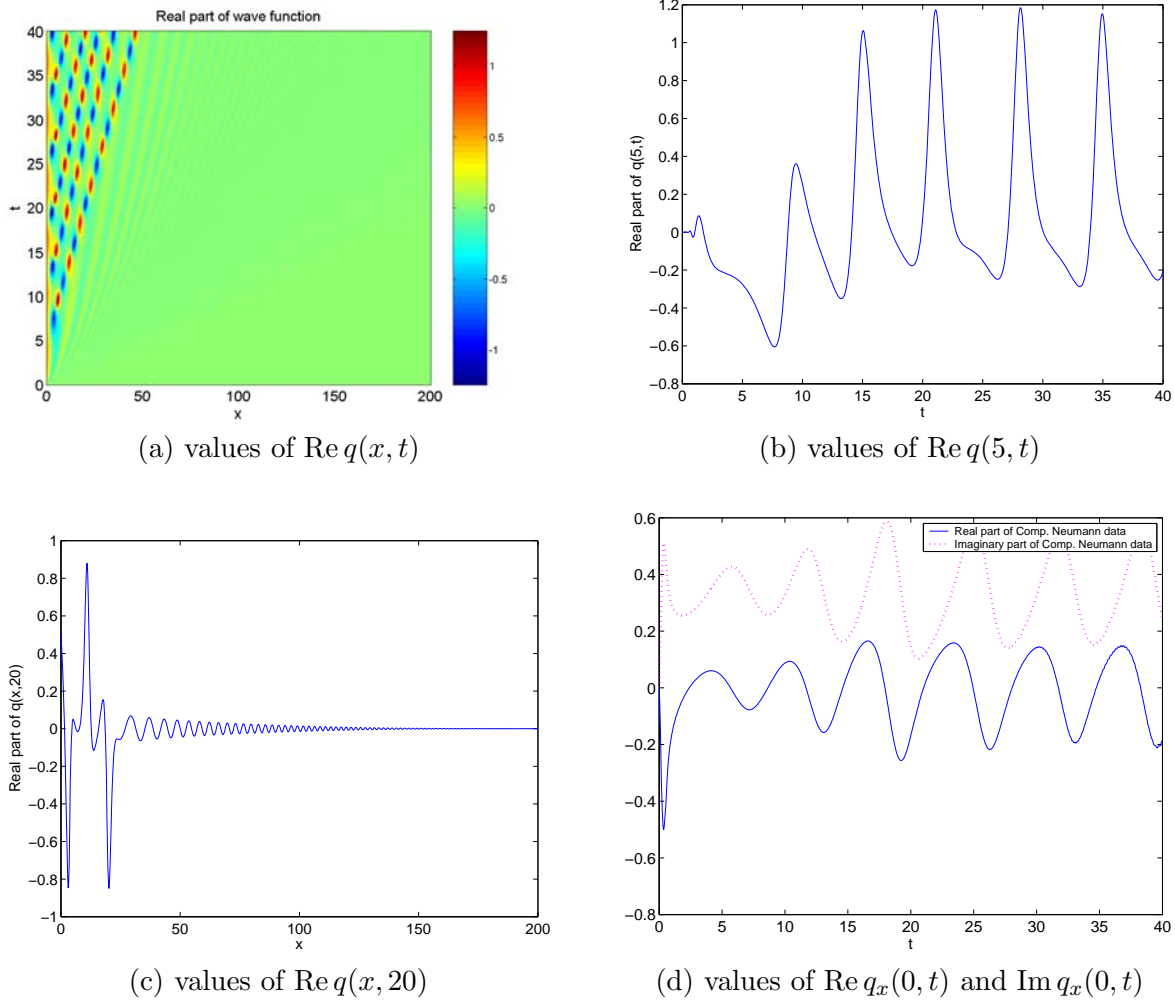 Real part of wave function
40
35
30
25
20
15
10
5
0
t
0 50 100 150 200
x
1
0.5
0
−0.5
−1
(a) values of Re q(x, t)
1.2
1
0.8
0.6
0.4
0.2
0
−0.2
−0.4
−0.6
−0.8
Real part of q(5,t)
0 5 10 15 20 25 30 35 40
t
(b) values of Re q(5, t)
1
0.8
0.6
0.4
0.2
0
−0.2
−0.4
−0.6
−0.8
−1
Real part of q(x,20)
0 50 100 150 200
x
(c) values of Re q(x, 20)
0.6
0.4
0.2
0
−0.2
−0.4
−0.6
−0.8
Real part of Comp. Neumann data
Imaginary part of Comp. Neumann data
0 5 10 15 20 25 30 35 40
t
(d) values of Re qₓ(0, t) and Im qₓ(0, t)